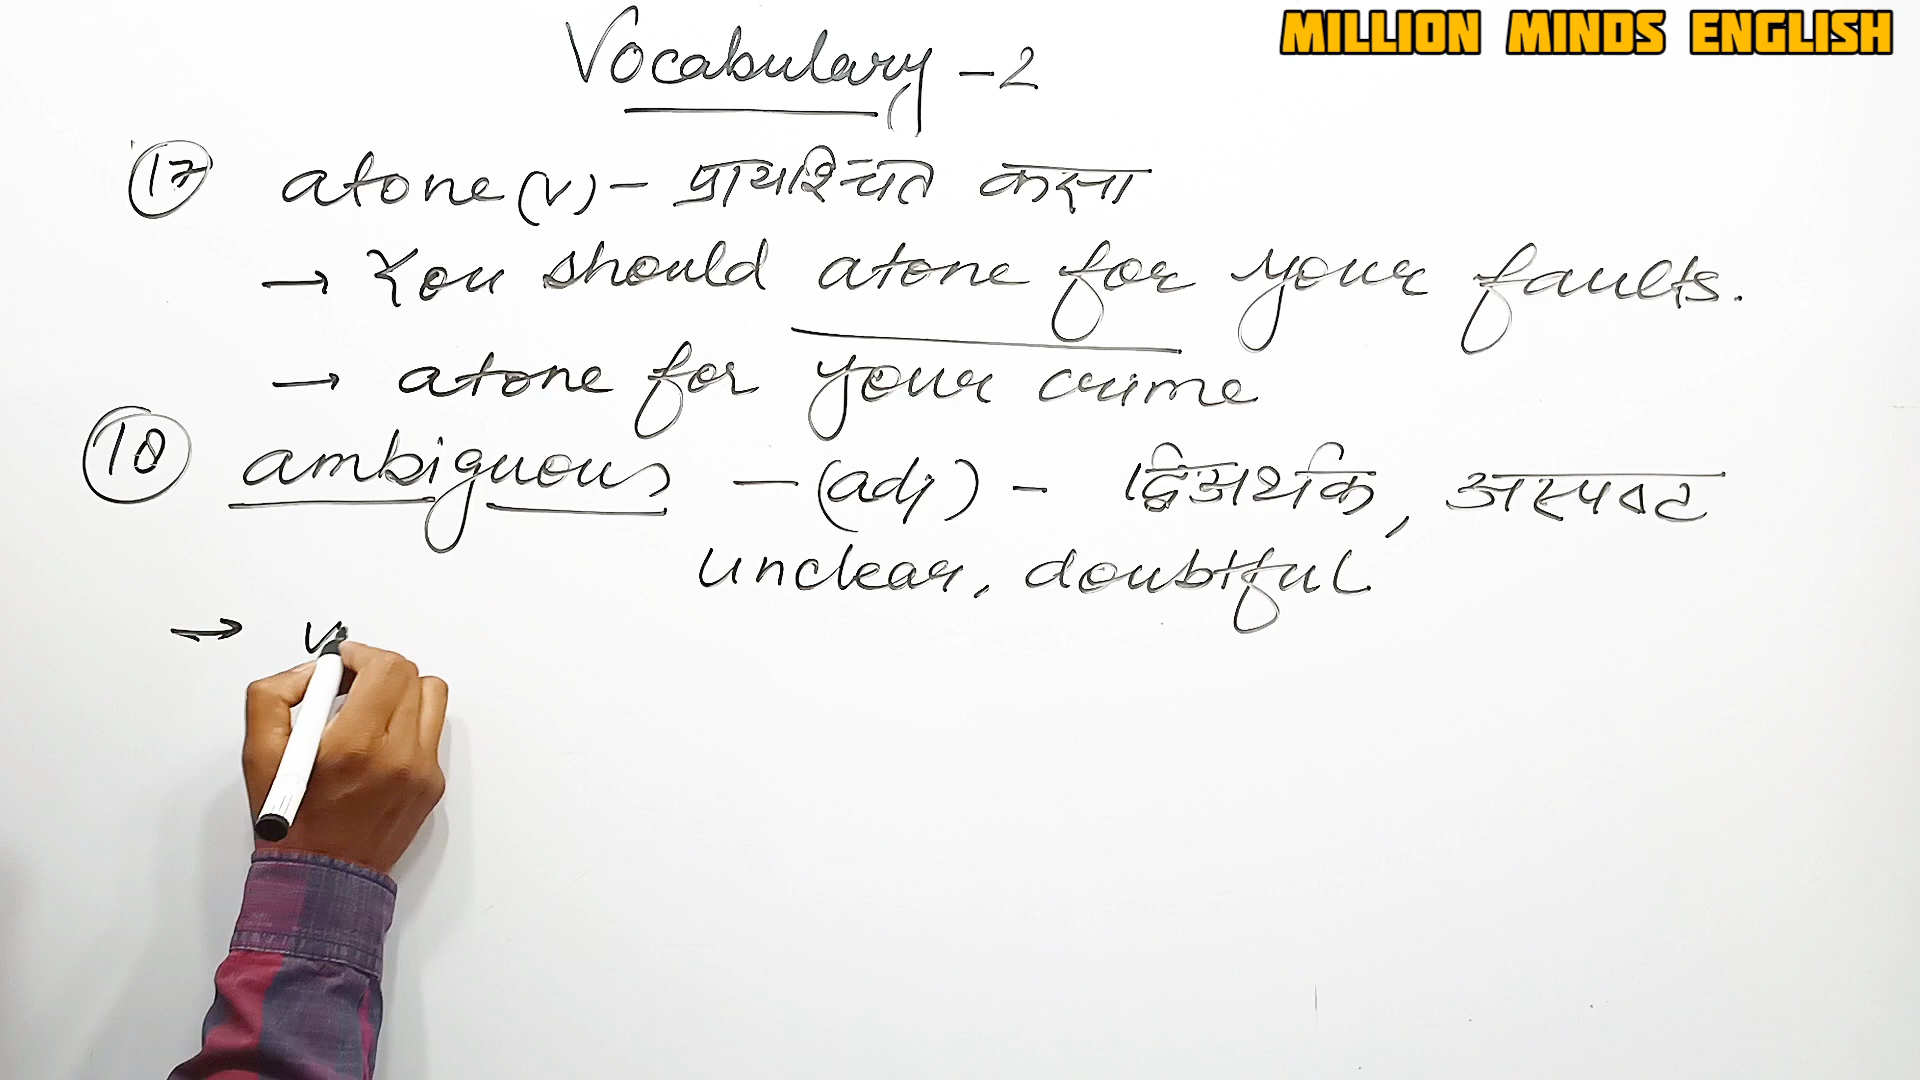 MILLION MINDS ENGLISH
Vocabulary - 2
17 atone (v) - प्रायश्चित करना
→ You should atone for your faults.
→ atone for your crime
18 ambiguous - (adj) - द्विअर्थक, अस्पष्ट
unclear, doubtful
→